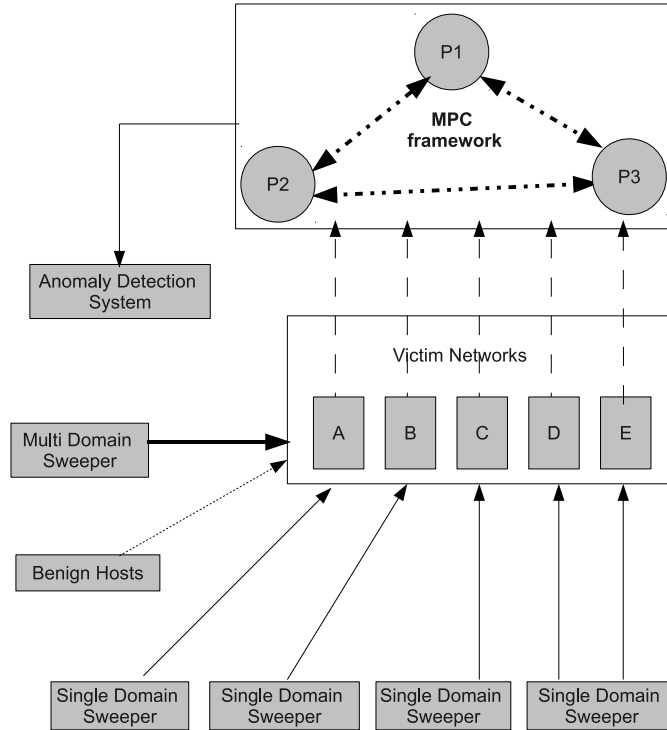 P1
MPC
framework
P2
P3
Anomaly Detection
System
Victim Networks
A
B
C
D
E
Multi Domain
Sweeper
Benign Hosts
Single Domain
Sweeper
Single Domain
Sweeper
Single Domain
Sweeper
Single Domain
Sweeper